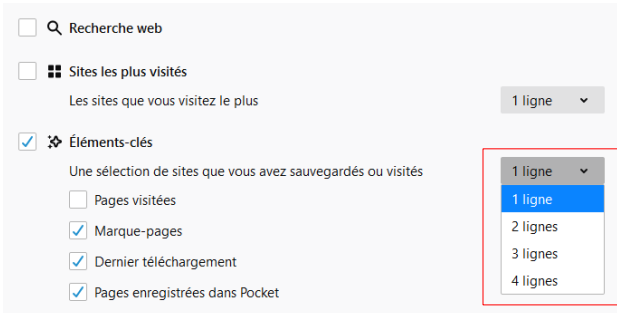 Recherche web
Sites les plus visités
Les sites que vous visitez le plus
1 ligne
Éléments-clés
Une sélection de sites que vous avez sauvegardés ou visités
1 ligne
1 ligne
2 lignes
3 lignes
4 lignes
Pages visitées
Marque-pages
Dernier téléchargement
Pages enregistrées dans Pocket